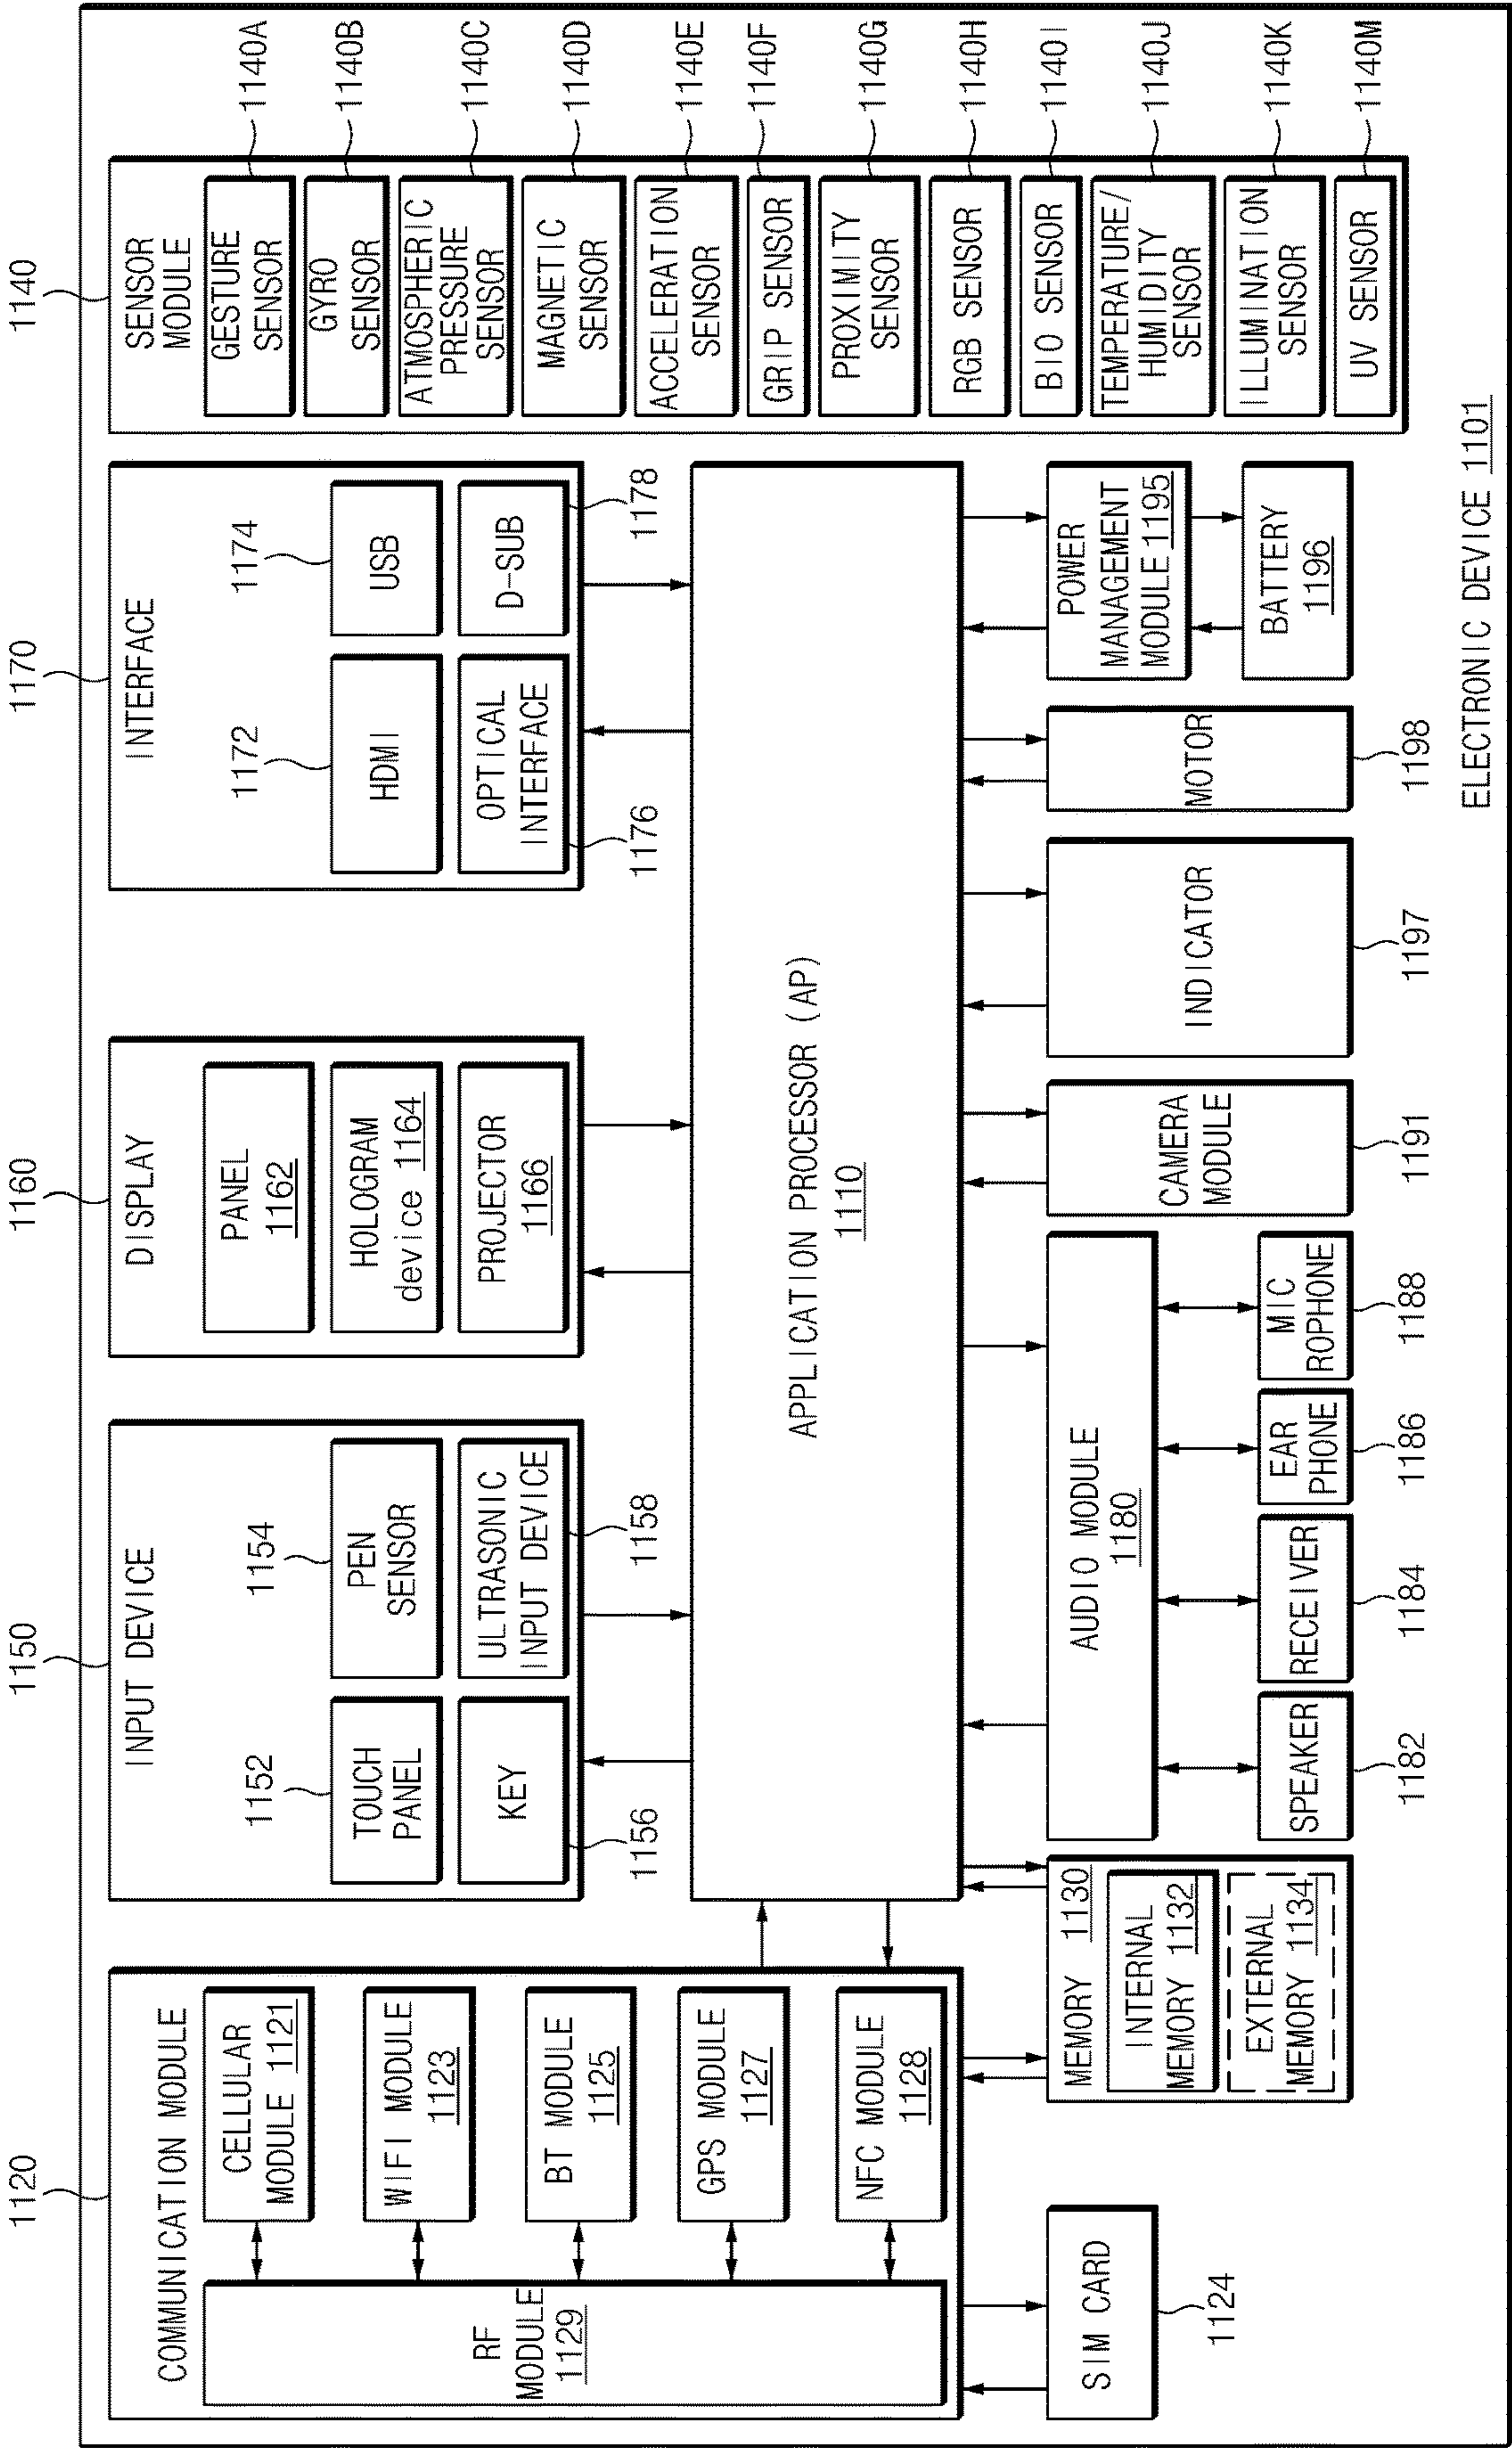 1120
COMMUNICATION MODULE
RF
MODULE
1129
CELLULAR
MODULE 1121
WIFI MODULE
1123
BT MODULE
1125
GPS MODULE
1127
NFC MODULE
1128
SIM CARD
1124
1150
INPUT DEVICE
1152
TOUCH
PANEL
1154
PEN
SENSOR
KEY
1156
ULTRASONIC
INPUT DEVICE
1158
1160
DISPLAY
PANEL
1162
HOLOGRAM
device 1164
PROJECTOR
1166
1170
INTERFACE
1172
HDMI
1174
USB
OPTICAL
INTERFACE
1176
D-SUB
1178
1140
SENSOR
MODULE
GESTURE
SENSOR
1140A
GYRO
SENSOR
1140B
ATMOSPHERIC
PRESSURE
SENSOR
1140C
MAGNETIC
SENSOR
1140D
ACCELERATION
SENSOR
1140E
GRIP SENSOR
1140F
PROXIMITY
SENSOR
1140G
RGB SENSOR
1140H
BIO SENSOR
1140I
TEMPERATURE/
HUMIDITY
SENSOR
1140J
ILLUMINATION
SENSOR
1140K
UV SENSOR
1140M
APPLICATION PROCESSOR (AP)
1110
MEMORY 1130
INTERNAL
MEMORY 1132
EXTERNAL
MEMORY 1134
AUDIO MODULE
1180
SPEAKER
1182
RECEIVER
1184
EAR
PHONE
1186
MIC
ROPHONE
1188
CAMERA
MODULE
1191
INDICATOR
1197
MOTOR
1198
POWER
MANAGEMENT
MODULE 1195
BATTERY
1196
ELECTRONIC DEVICE 1101